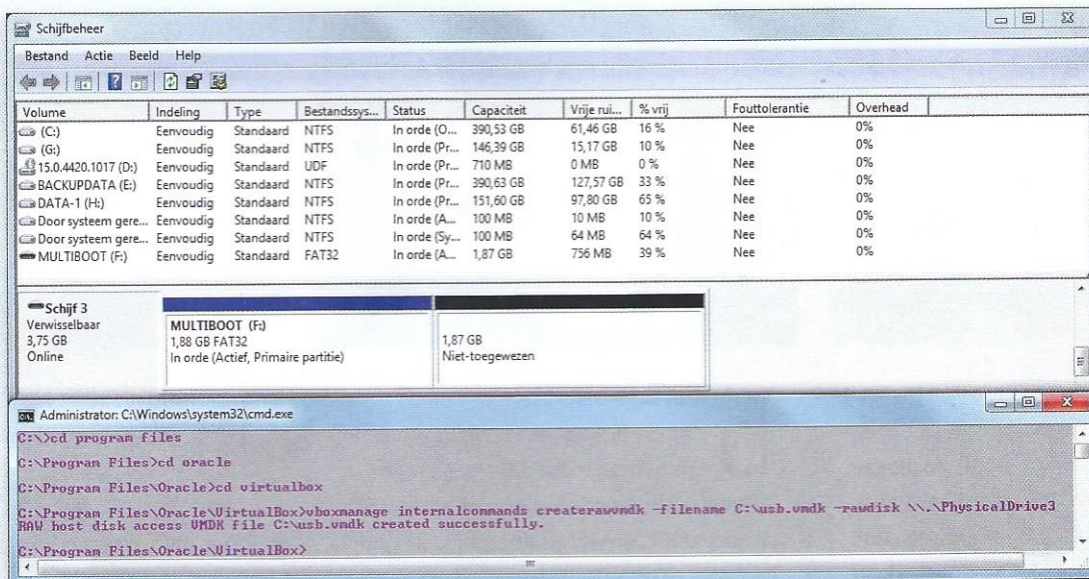 Schijfbeheer
Bestand Actie Beeld Help
Volume Indeling Type Bestandssys... Status Capaciteit Vrije rui... % vrij Fouttolerantie Overhead
(C:) Eenvoudig Standaard NTFS In orde (O... 390,53 GB 61,46 GB 16 % Nee 0%
(G:) Eenvoudig Standaard NTFS In orde (Pr... 146,39 GB 15,17 GB 10 % Nee 0%
15.0.4420.1017 (D:) Eenvoudig Standaard UDF In orde (Pr... 710 MB 0 MB 0 % Nee 0%
BACKUPDATA (E:) Eenvoudig Standaard NTFS In orde (Pr... 390,63 GB 127,57 GB 33 % Nee 0%
DATA-1 (H:) Eenvoudig Standaard NTFS In orde (Pr... 151,60 GB 97,80 GB 65 % Nee 0%
Door systeem gere... Eenvoudig Standaard NTFS In orde (A... 100 MB 10 MB 10 % Nee 0%
Door systeem gere... Eenvoudig Standaard NTFS In orde (Sy... 100 MB 64 MB 64 % Nee 0%
MULTIBOOT (F:) Eenvoudig Standaard FAT32 In orde (A... 1,87 GB 756 MB 39 % Nee 0%
Schijf 3
Verwisselbaar
3,75 GB
Online
MULTIBOOT (F:)
1,88 GB FAT32
In orde (Actief, Primaire partitie)
1,87 GB
Niet-toegewezen
Administrator: C:\Windows\system32\cmd.exe
C:\>cd program files
C:\Program Files>cd oracle
C:\Program Files\Oracle>cd virtualbox
C:\Program Files\Oracle\VirtualBox>vboxmanage internalcommands createrawvmdk -filename C:\usb.vmdk -rawdisk \\.\PhysicalDrive3
RAW host disk access VMDK file C:\usb.vmdk created successfully.
C:\Program Files\Oracle\VirtualBox>